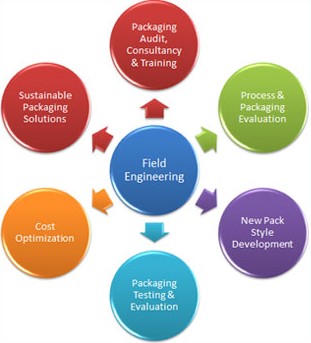 Packaging
Audit,
Consultancy
& Training
Sustainable
Packaging
Solutions
Process &
Packaging
Evaluation
Field
Engineering
Cost
Optimization
New Pack
Style
Development
Packaging
Testing &
Evaluation